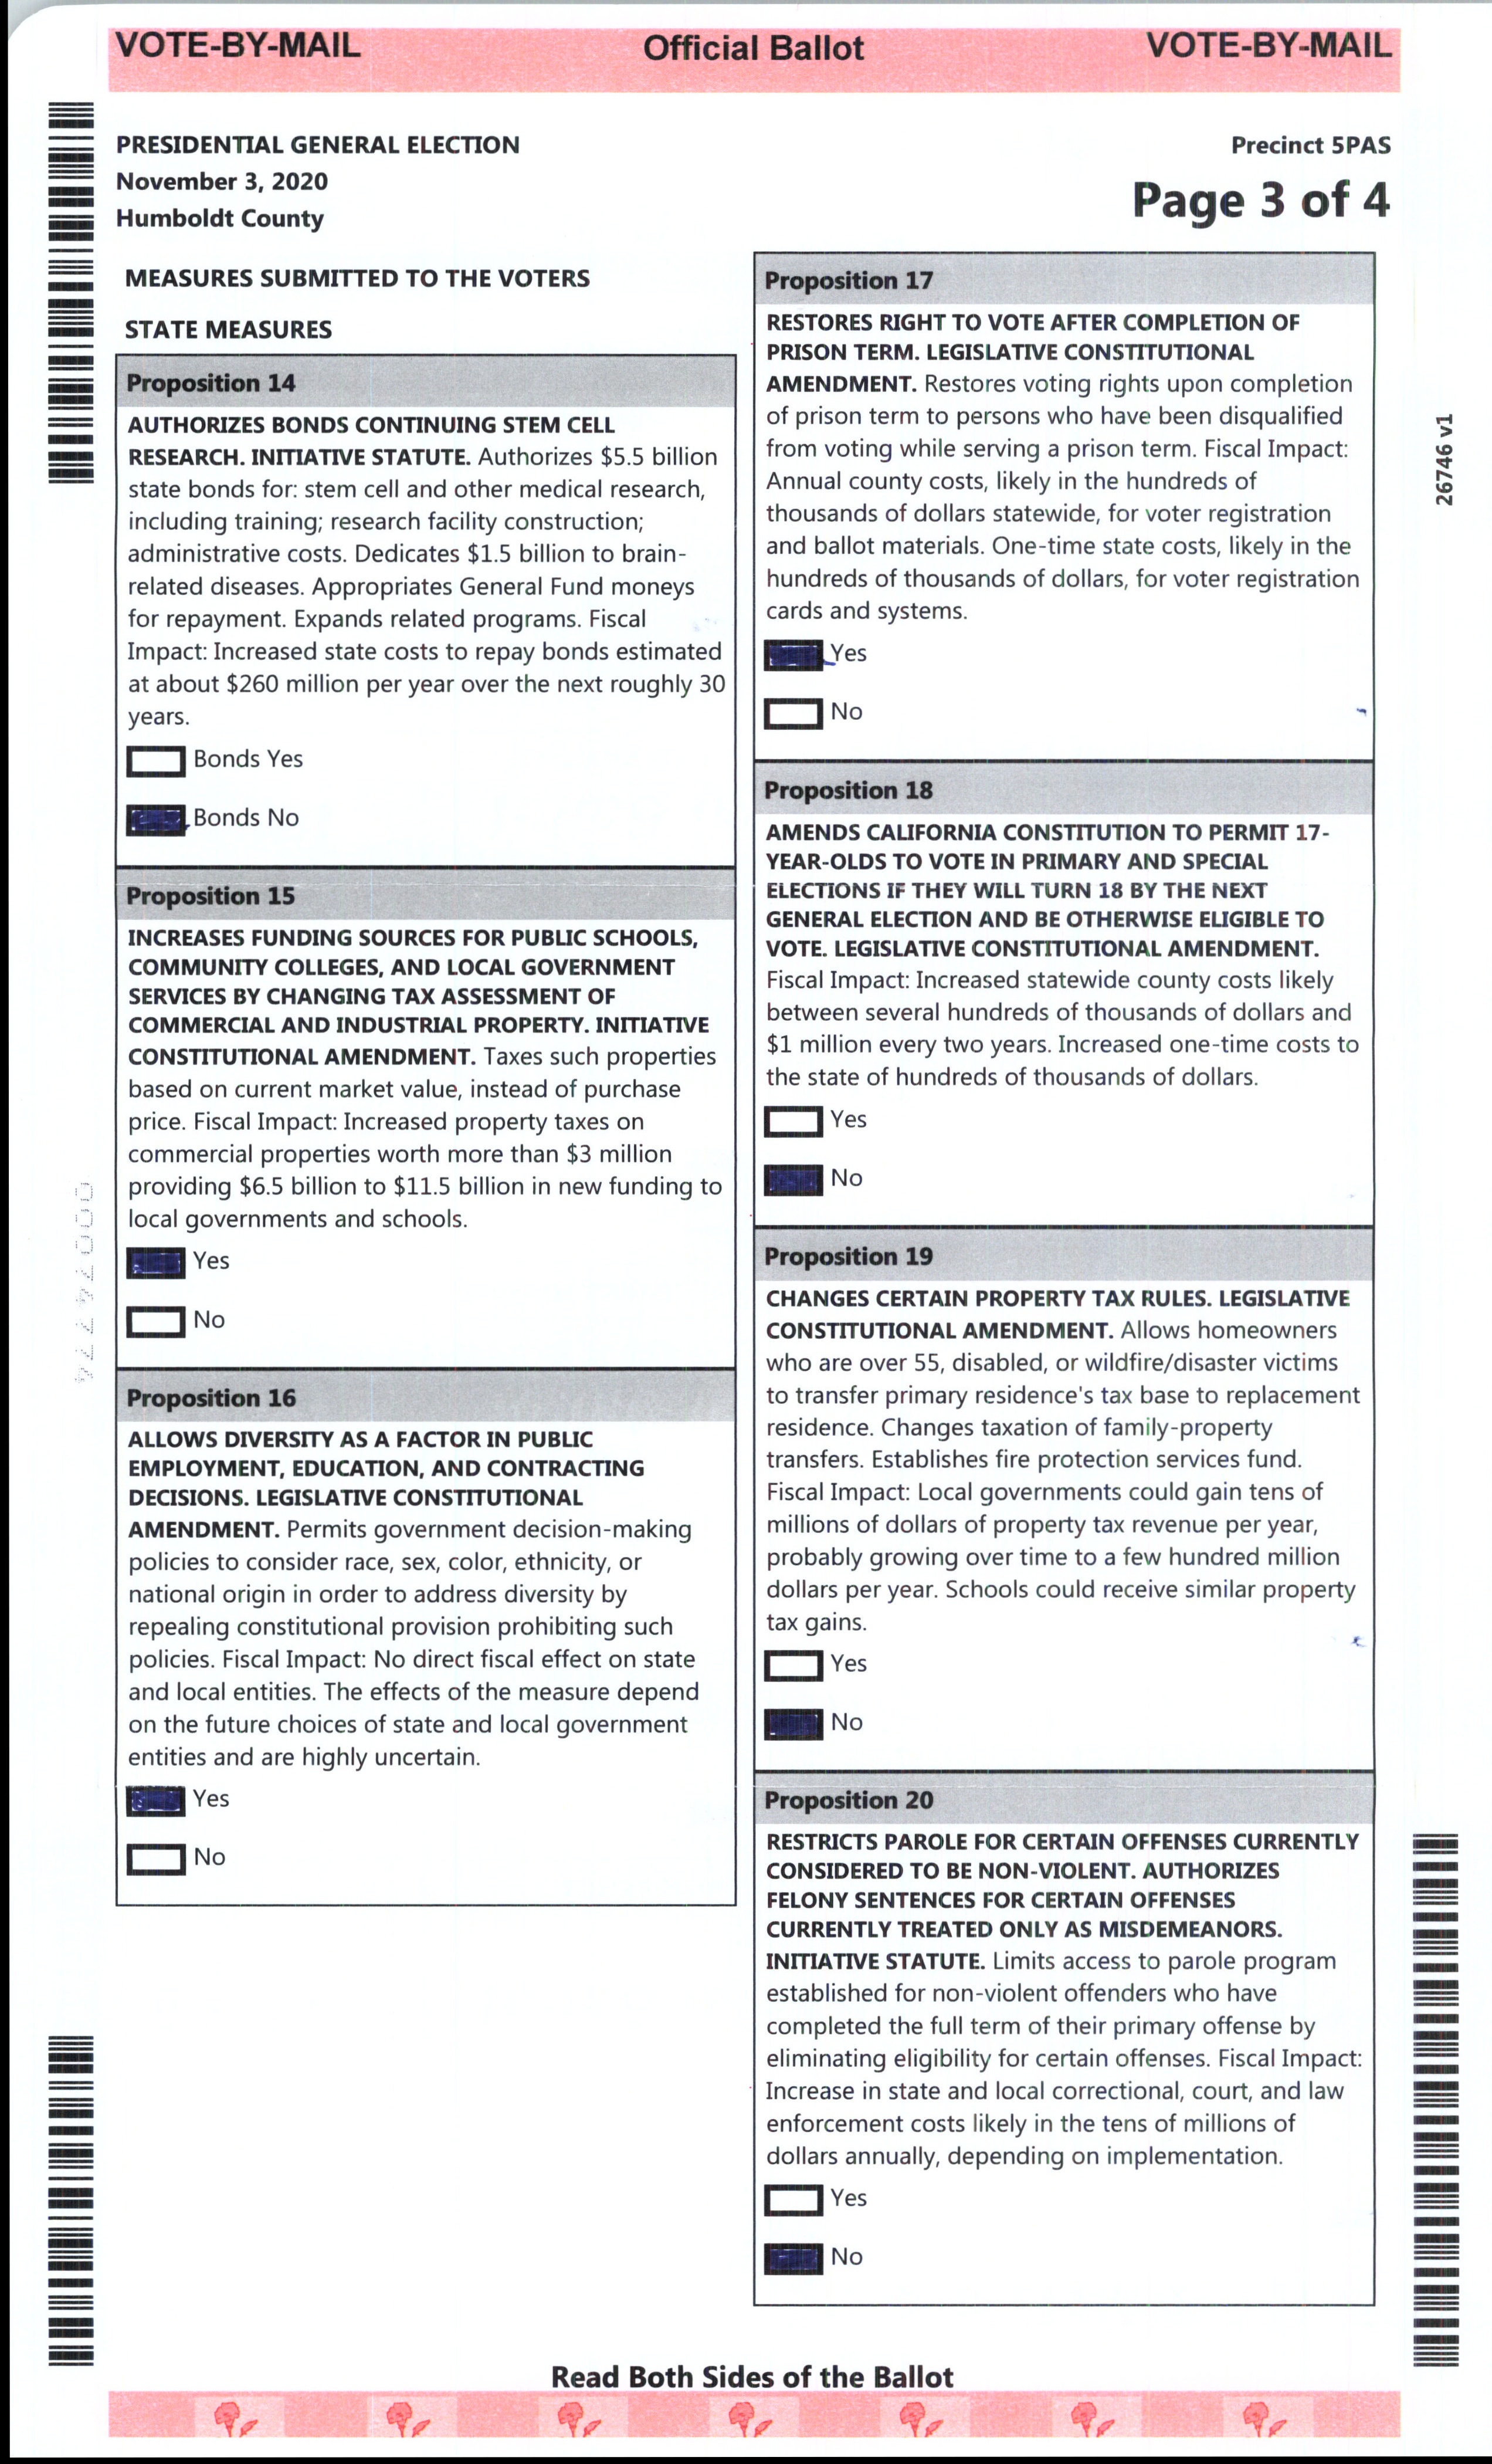 VOTE-BY-MAIL Official Ballot VOTE-BY-MAIL
PRESIDENTIAL GENERAL ELECTION
November 3, 2020
Humboldt County
Precinct 5PAS
Page 3 of 4
MEASURES SUBMITTED TO THE VOTERS
STATE MEASURES
Proposition 14
AUTHORIZES BONDS CONTINUING STEM CELL
RESEARCH. INITIATIVE STATUTE. Authorizes $5.5 billion
state bonds for: stem cell and other medical research,
including training; research facility construction;
administrative costs. Dedicates $1.5 billion to brain-
related diseases. Appropriates General Fund moneys
for repayment. Expands related programs. Fiscal
Impact: Increased state costs to repay bonds estimated
at about $260 million per year over the next roughly 30
years.
Bonds Yes
Bonds No
Proposition 15
INCREASES FUNDING SOURCES FOR PUBLIC SCHOOLS,
COMMUNITY COLLEGES, AND LOCAL GOVERNMENT
SERVICES BY CHANGING TAX ASSESSMENT OF
COMMERCIAL AND INDUSTRIAL PROPERTY. INITIATIVE
CONSTITUTIONAL AMENDMENT. Taxes such properties
based on current market value, instead of purchase
price. Fiscal Impact: Increased property taxes on
commercial properties worth more than $3 million
providing $6.5 billion to $11.5 billion in new funding to
local governments and schools.
Yes
No
Proposition 16
ALLOWS DIVERSITY AS A FACTOR IN PUBLIC
EMPLOYMENT, EDUCATION, AND CONTRACTING
DECISIONS. LEGISLATIVE CONSTITUTIONAL
AMENDMENT. Permits government decision-making
policies to consider race, sex, color, ethnicity, or
national origin in order to address diversity by
repealing constitutional provision prohibiting such
policies. Fiscal Impact: No direct fiscal effect on state
and local entities. The effects of the measure depend
on the future choices of state and local government
entities and are highly uncertain.
Yes
No
Proposition 17
RESTORES RIGHT TO VOTE AFTER COMPLETION OF
PRISON TERM. LEGISLATIVE CONSTITUTIONAL
AMENDMENT. Restores voting rights upon completion
of prison term to persons who have been disqualified
from voting while serving a prison term. Fiscal Impact:
Annual county costs, likely in the hundreds of
thousands of dollars statewide, for voter registration
and ballot materials. One-time state costs, likely in the
hundreds of thousands of dollars, for voter registration
cards and systems.
Yes
No
Proposition 18
AMENDS CALIFORNIA CONSTITUTION TO PERMIT 17-
YEAR-OLDS TO VOTE IN PRIMARY AND SPECIAL
ELECTIONS IF THEY WILL TURN 18 BY THE NEXT
GENERAL ELECTION AND BE OTHERWISE ELIGIBLE TO
VOTE. LEGISLATIVE CONSTITUTIONAL AMENDMENT.
Fiscal Impact: Increased statewide county costs likely
between several hundreds of thousands of dollars and
$1 million every two years. Increased one-time costs to
the state of hundreds of thousands of dollars.
Yes
No
Proposition 19
CHANGES CERTAIN PROPERTY TAX RULES. LEGISLATIVE
CONSTITUTIONAL AMENDMENT. Allows homeowners
who are over 55, disabled, or wildfire/disaster victims
to transfer primary residence's tax base to replacement
residence. Changes taxation of family-property
transfers. Establishes fire protection services fund.
Fiscal Impact: Local governments could gain tens of
millions of dollars of property tax revenue per year,
probably growing over time to a few hundred million
dollars per year. Schools could receive similar property
tax gains.
Yes
No
Proposition 20
RESTRICTS PAROLE FOR CERTAIN OFFENSES CURRENTLY
CONSIDERED TO BE NON-VIOLENT. AUTHORIZES
FELONY SENTENCES FOR CERTAIN OFFENSES
CURRENTLY TREATED ONLY AS MISDEMEANORS.
INITIATIVE STATUTE. Limits access to parole program
established for non-violent offenders who have
completed the full term of their primary offense by
eliminating eligibility for certain offenses. Fiscal Impact:
Increase in state and local correctional, court, and law
enforcement costs likely in the tens of millions of
dollars annually, depending on implementation.
Yes
No
26746 v1
Read Both Sides of the Ballot